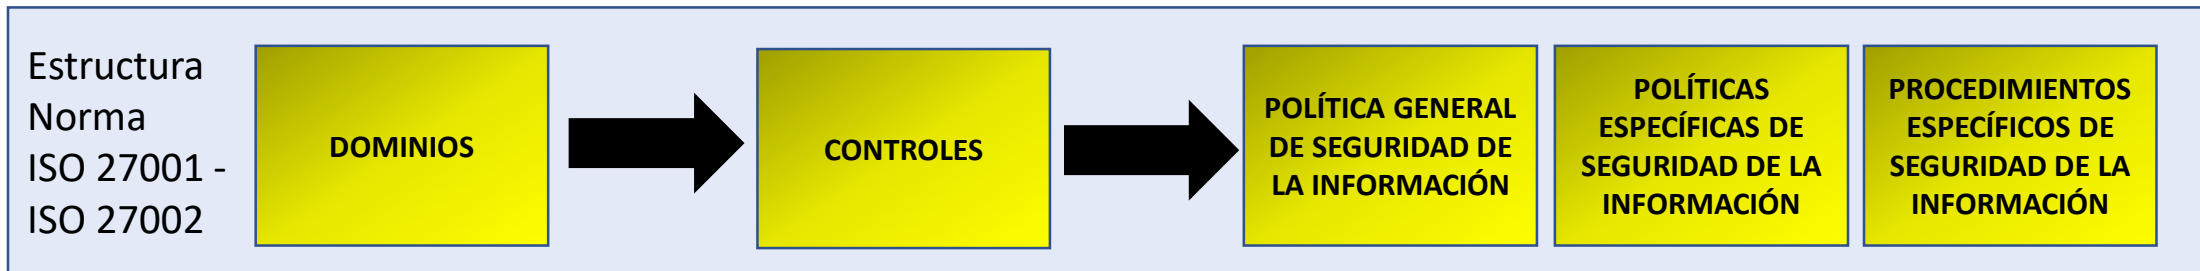 Estructura
Norma
ISO 27001 -
ISO 27002
DOMINIOS
CONTROLES
POLÍTICA GENERAL
DE SEGURIDAD DE
LA INFORMACIÓN
POLÍTICAS
ESPECÍFICAS DE
SEGURIDAD DE LA
INFORMACIÓN
PROCEDIMIENTOS
ESPECÍFICOS DE
SEGURIDAD DE LA
INFORMACIÓN